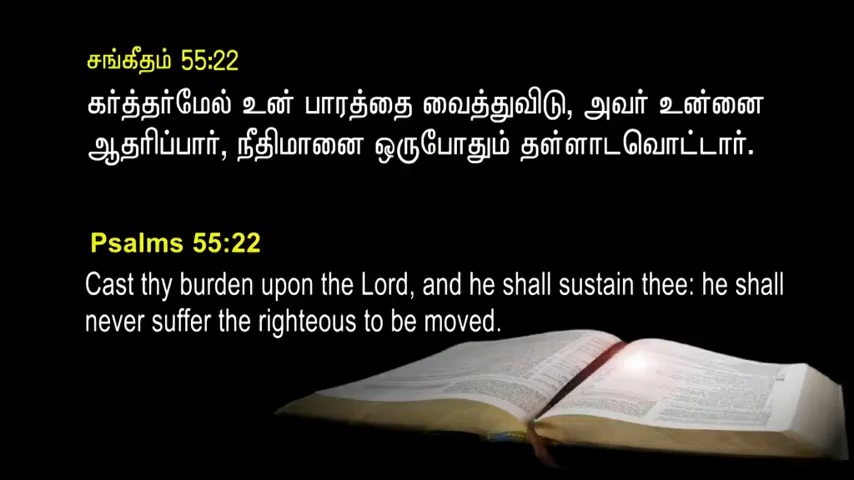 சங்கீதம் 55:22
கர்த்தர்மேல் உன் பாரத்தை வைத்துவிடு, அவர் உன்னை
ஆதரிப்பார், நீதிமானை ஒருபோதும் தள்ளாடவொட்டார்.
Psalms 55:22
Cast thy burden upon the Lord, and he shall sustain thee: he shall
never suffer the righteous to be moved.